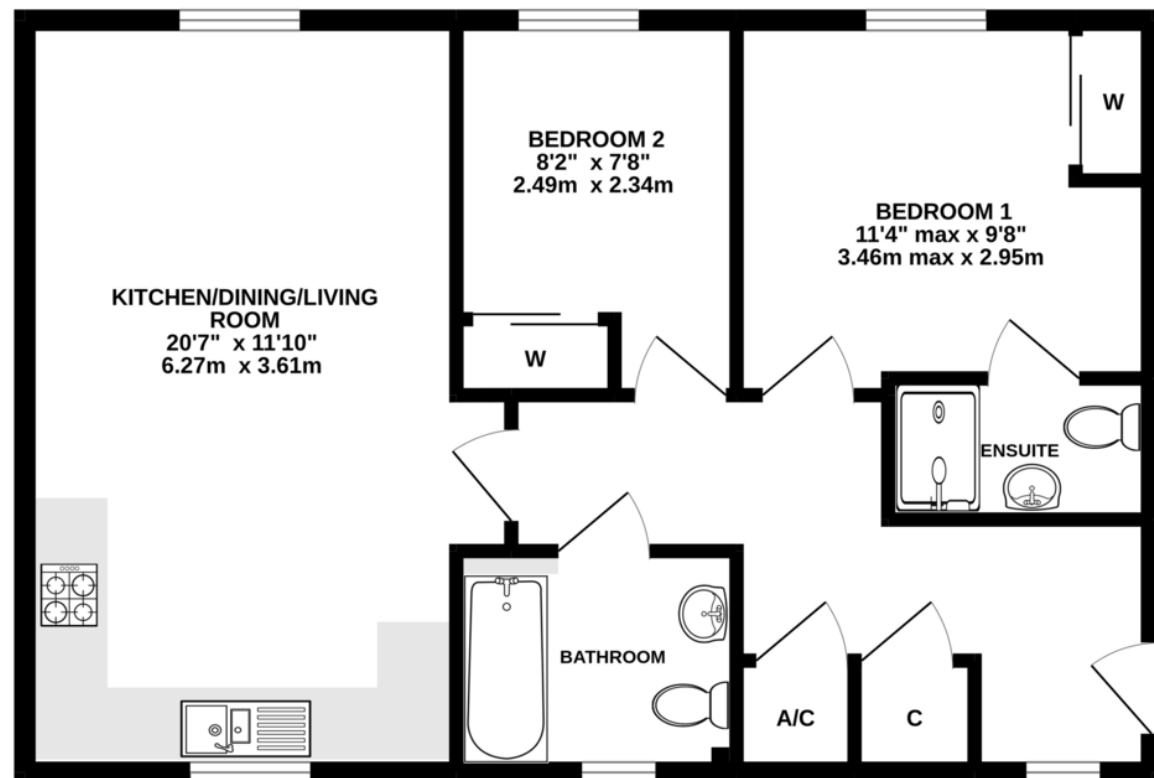 W
BEDROOM 2
8'2" x 7'8"
2.49m x 2.34m
BEDROOM 1
11'4" max x 9'8"
3.46m max x 2.95m
KITCHEN/DINING/LIVING
ROOM
20'7" x 11'10"
6.27m x 3.61m
W
ENSUITE
BATHROOM
A/C
C